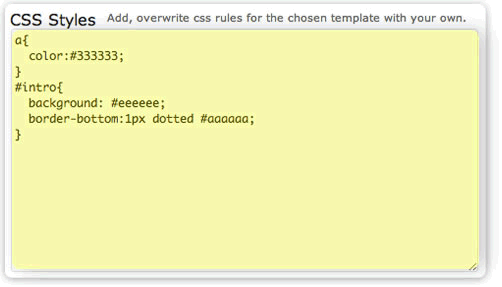 CSS Styles Add, overwrite css rules for the chosen template with your own.
a{
  color:#333333;
}
#intro{
  background: #eeeeee;
  border-bottom:1px dotted #aaaaaa;
}